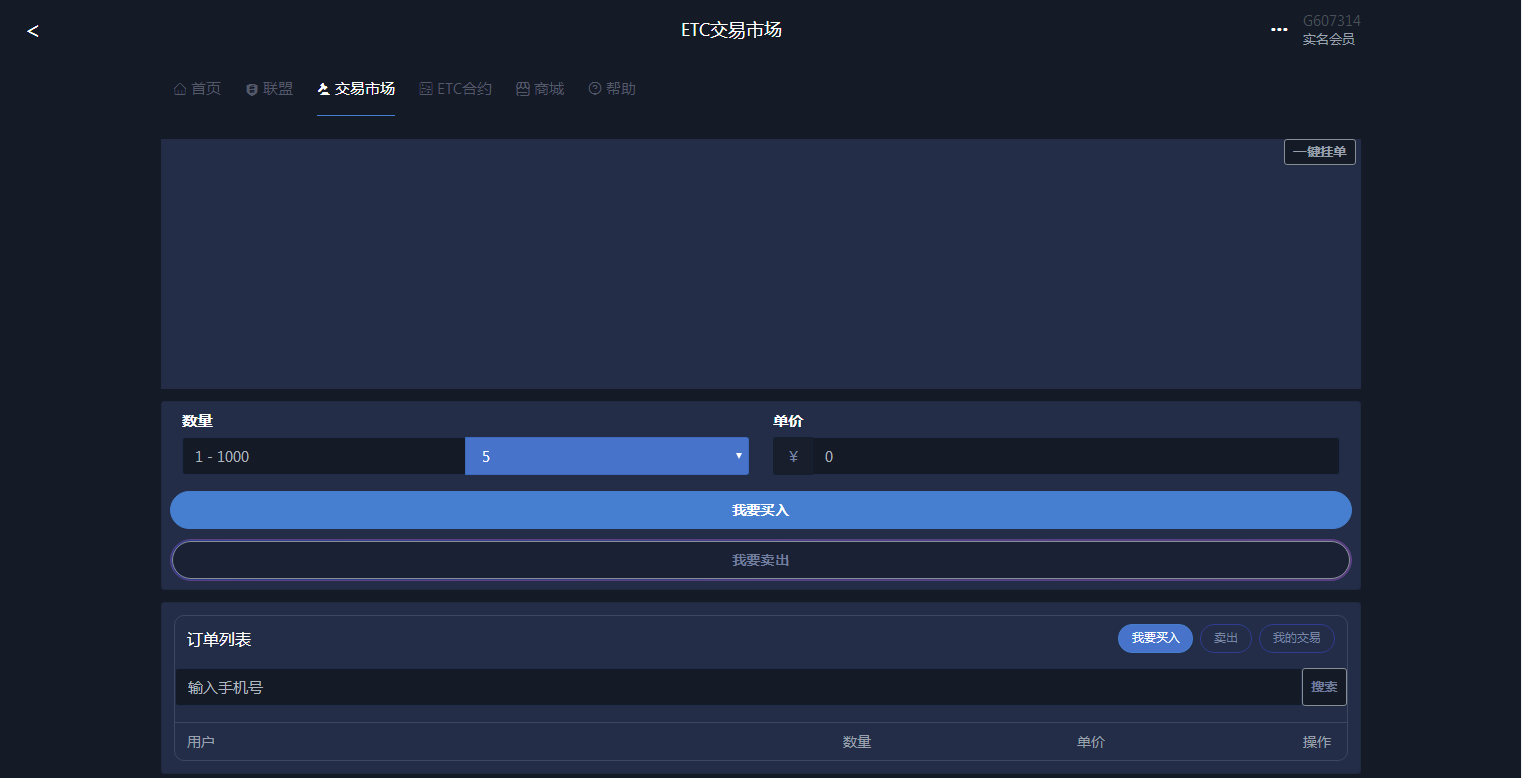 <
ETC交易市场
•••
G607314
实名会员
首页 联盟 交易市场 ETC合约 商城 帮助
一键挂单
数量 单价
1 - 1000 5 ¥ 0
我要买入
我要卖出
订单列表 我要买入 卖出 我的交易
输入手机号 搜索
用户 数量 单价 操作